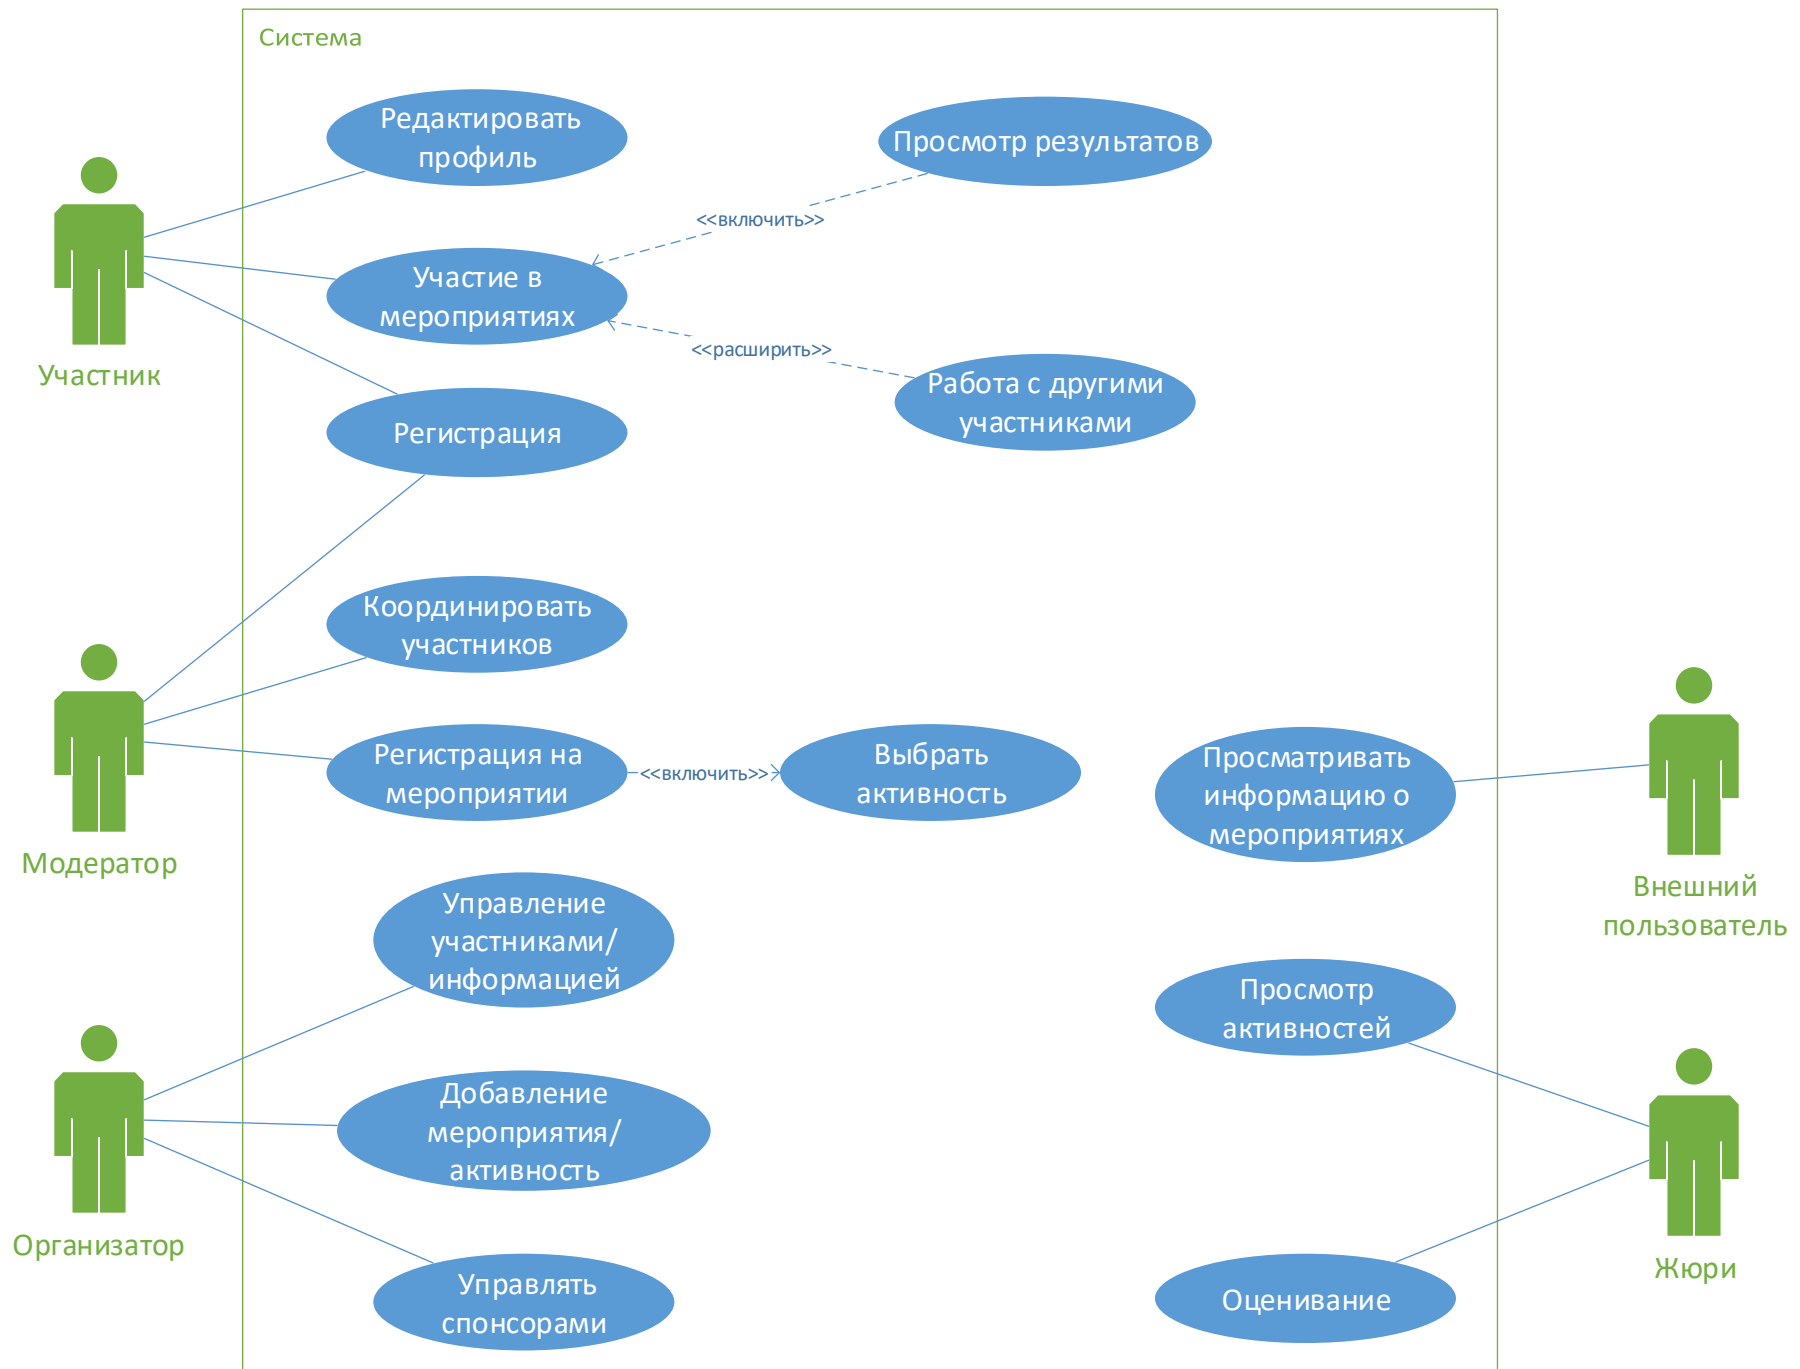 Система
Редактировать
профиль
Просмотр результатов
<<включить>>
Участие в
мероприятиях
<<расширить>>
Участник
Работа с другими
участниками
Регистрация
Координировать
участников
Регистрация на
мероприятии
<<включить>>
Выбрать
активность
Просматривать
информацию о
мероприятиях
Модератор
Внешний
пользователь
Управление
участниками/
информацией
Просмотр
активностей
Добавление
мероприятия/
активность
Организатор
Жюри
Управлять
спонсорами
Оценивание